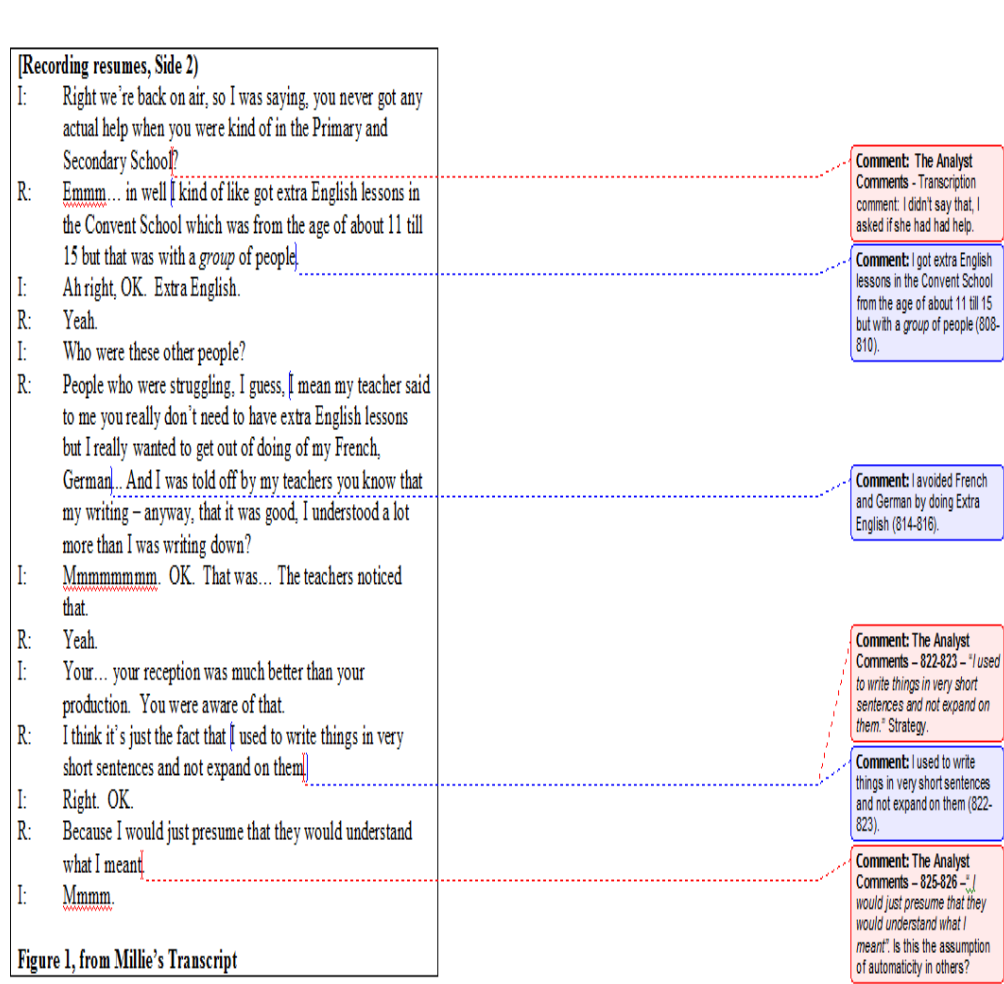 [Recording resumes, Side 2)
I: Right we're back on air, so I was saying, you never got any
actual help when you were kind of in the Primary and
Secondary School?
R: Emmm… in well I kind of like got extra English lessons in
the Convent School which was from the age of about 11 till
15 but that was with a group of people.
I: Ah right, OK. Extra English.
R: Yeah.
I: Who were these other people?
R: People who were struggling, I guess, I mean my teacher said
to me you really don't need to have extra English lessons
but I really wanted to get out of doing of my French,
German… And I was told off by my teachers you know that
my writing – anyway, that it was good, I understood a lot
more than I was writing down?
I: Mmmmmmmm. OK. That was… The teachers noticed
that.
R: Yeah.
I: Your… your reception was much better than your
production. You were aware of that.
R: I think it's just the fact that I used to write things in very
short sentences and not expand on them.
I: Right. OK.
R: Because I would just presume that they would understand
what I meant.
I: Mmmm.
Figure 1, from Millie's Transcript
Comment: The Analyst
Comments - Transcription
comment: I didn't say that, I
asked if she had had help.
Comment: I got extra English
lessons in the Convent School
from the age of about 11 till 15
but with a group of people (808-
810).
Comment: I avoided French
and German by doing Extra
English (814-816).
Comment: The Analyst
Comments – 822-823 – "I used
to write things in very short
sentences and not expand on
them." Strategy.
Comment: I used to write
things in very short sentences
and not expand on them (822-
823).
Comment: The Analyst
Comments – 825-826 –" I
would just presume that they
would understand what I
meant". Is this the assumption
of automaticity in others?